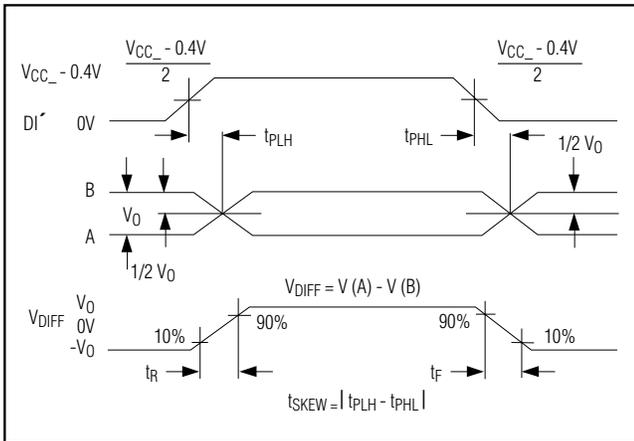 VCC_ - 0.4V
2
VCC_ - 0.4V
2
VCC_ - 0.4V
DI´ 0V
tPLH
tPHL
1/2 VO
B
VO
A
1/2 VO
VDIFF = V (A) - V (B)
VO
VDIFF 0V
-VO
10%
90%
90%
10%
tR
tF
tSKEW = | tPLH - tPHL |